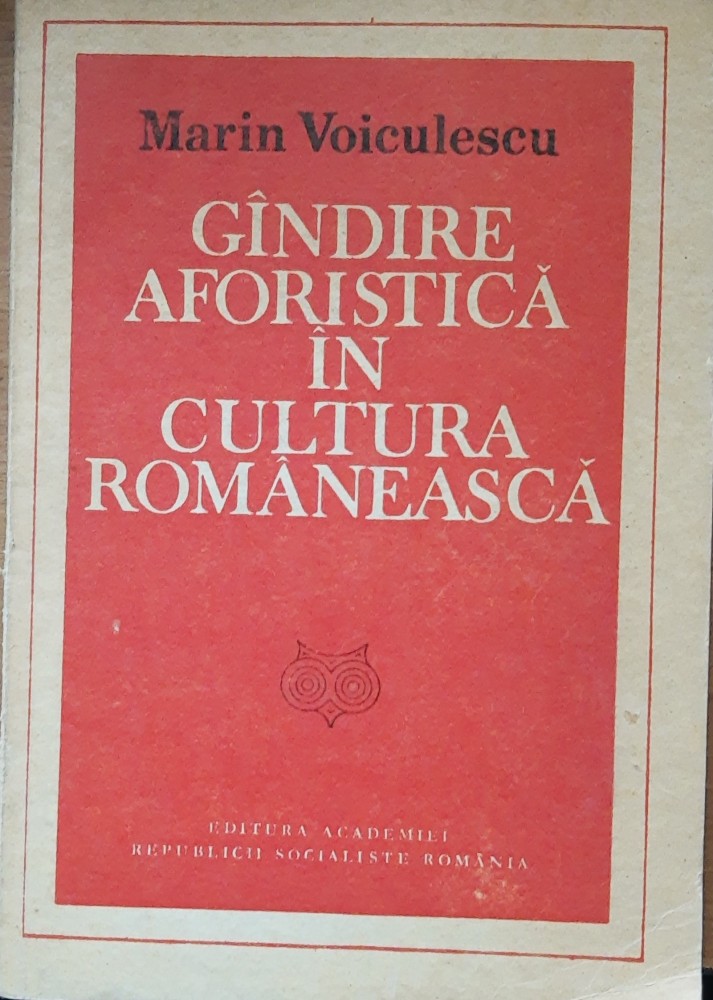 Marin Voiculescu
GÎNDIRE
AFORISTICĂ
ÎN
CULTURA
ROMÂNEASCĂ
EDITURA ACADEMIEI
REPUBLICII SOCIALISTE ROMÂNIA